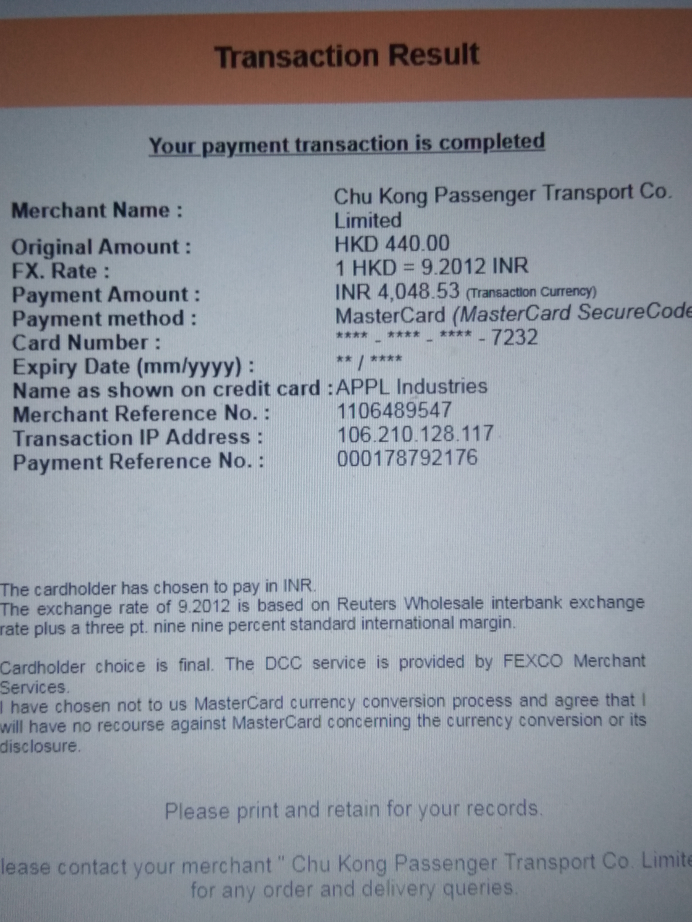 Transaction Result
Your payment transaction is completed
Merchant Name : Chu Kong Passenger Transport Co.
Limited
Original Amount : HKD 440.00
FX. Rate : 1 HKD = 9.2012 INR
Payment Amount : INR 4,048.53 (Transaction Currency)
Payment method : MasterCard (MasterCard SecureCode
Card Number : **** - **** - **** - 7232
Expiry Date (mm/yyyy) : ** / ****
Name as shown on credit card : APPL Industries
Merchant Reference No. : 1106489547
Transaction IP Address : 106.210.128.117
Payment Reference No. : 000178792176
The cardholder has chosen to pay in INR.
The exchange rate of 9.2012 is based on Reuters Wholesale interbank exchange
rate plus a three pt. nine nine percent standard international margin.
Cardholder choice is final. The DCC service is provided by FEXCO Merchant
Services.
I have chosen not to us MasterCard currency conversion process and agree that I
will have no recourse against MasterCard concerning the currency conversion or its
disclosure.
Please print and retain for your records.
lease contact your merchant " Chu Kong Passenger Transport Co. Limite
for any order and delivery queries.